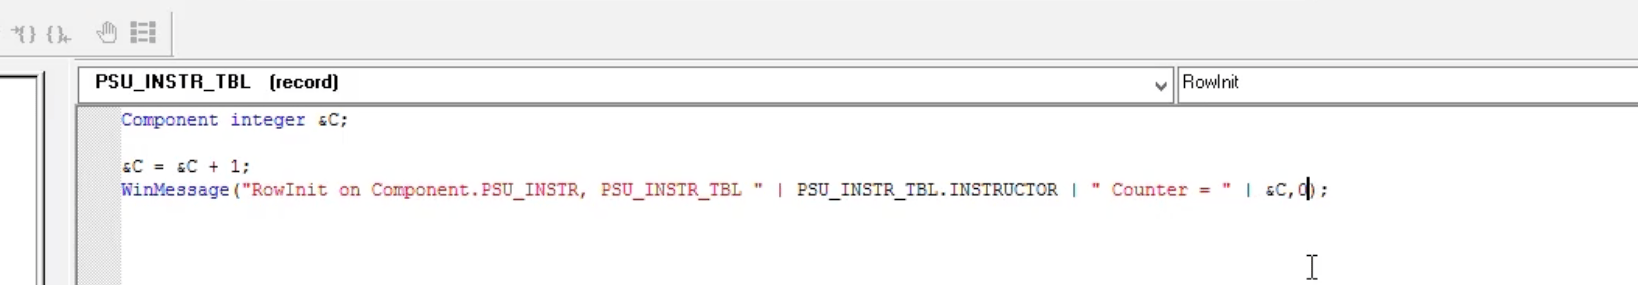 PSU_INSTR_TBL (record)
RowInit
Component integer &C;
&C = &C + 1;
WinMessage("RowInit on Component.PSU_INSTR, PSU_INSTR_TBL " | PSU_INSTR_TBL.INSTRUCTOR | " Counter = " | &C,0);